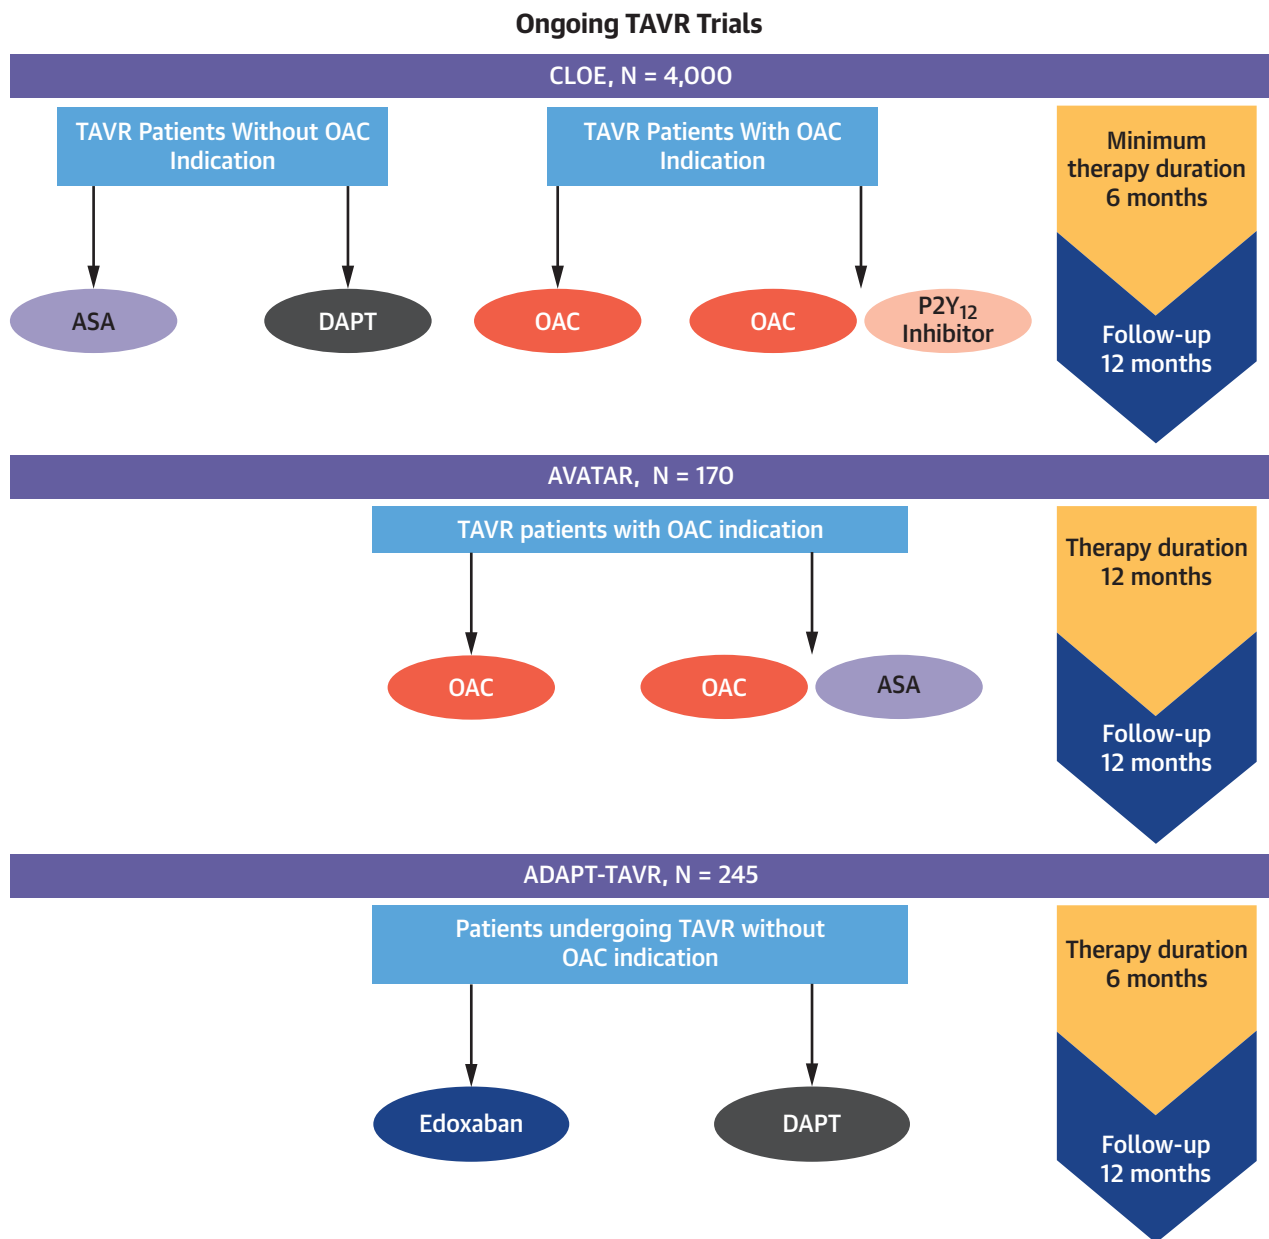 Ongoing TAVR Trials
CLOE, N = 4,000
TAVR Patients Without OAC
Indication
TAVR Patients With OAC
Indication
Minimum
therapy duration
6 months
ASA
DAPT
OAC
OAC
P2Y₁₂
Inhibitor
Follow-up
12 months
AVATAR, N = 170
TAVR patients with OAC indication
Therapy duration
12 months
OAC
OAC
ASA
Follow-up
12 months
ADAPT-TAVR, N = 245
Patients undergoing TAVR without
OAC indication
Therapy duration
6 months
Edoxaban
DAPT
Follow-up
12 months